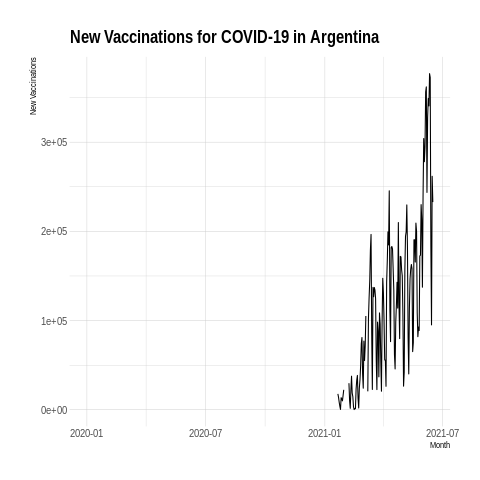 New Vaccinations for COVID-19 in Argentina
New Vaccinations
3e+05
2e+05
1e+05
0e+00
2020-01 2020-07 2021-01 2021-07
Month